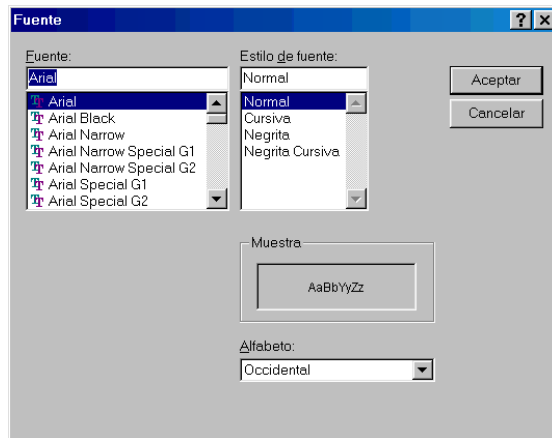 Fuente
Fuente:
Arial
Arial
Arial Black
Arial Narrow
Arial Narrow Special G1
Arial Narrow Special G2
Arial Special G1
Arial Special G2
Estilo de fuente:
Normal
Normal
Cursiva
Negrita
Negrita Cursiva
Aceptar
Cancelar
Muestra
AaBbYyZz
Alfabeto:
Occidental